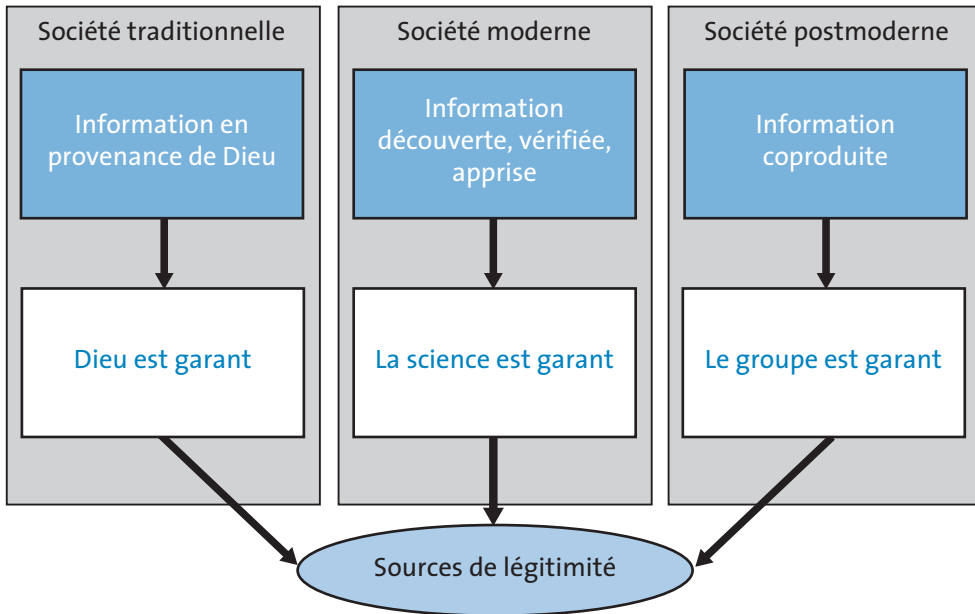 Société traditionnelle
Information en
provenance de Dieu
Dieu est garant
Société moderne
Information
découverte, vérifiée,
apprise
La science est garant
Société postmoderne
Information
coproduite
Le groupe est garant
Sources de légitimité